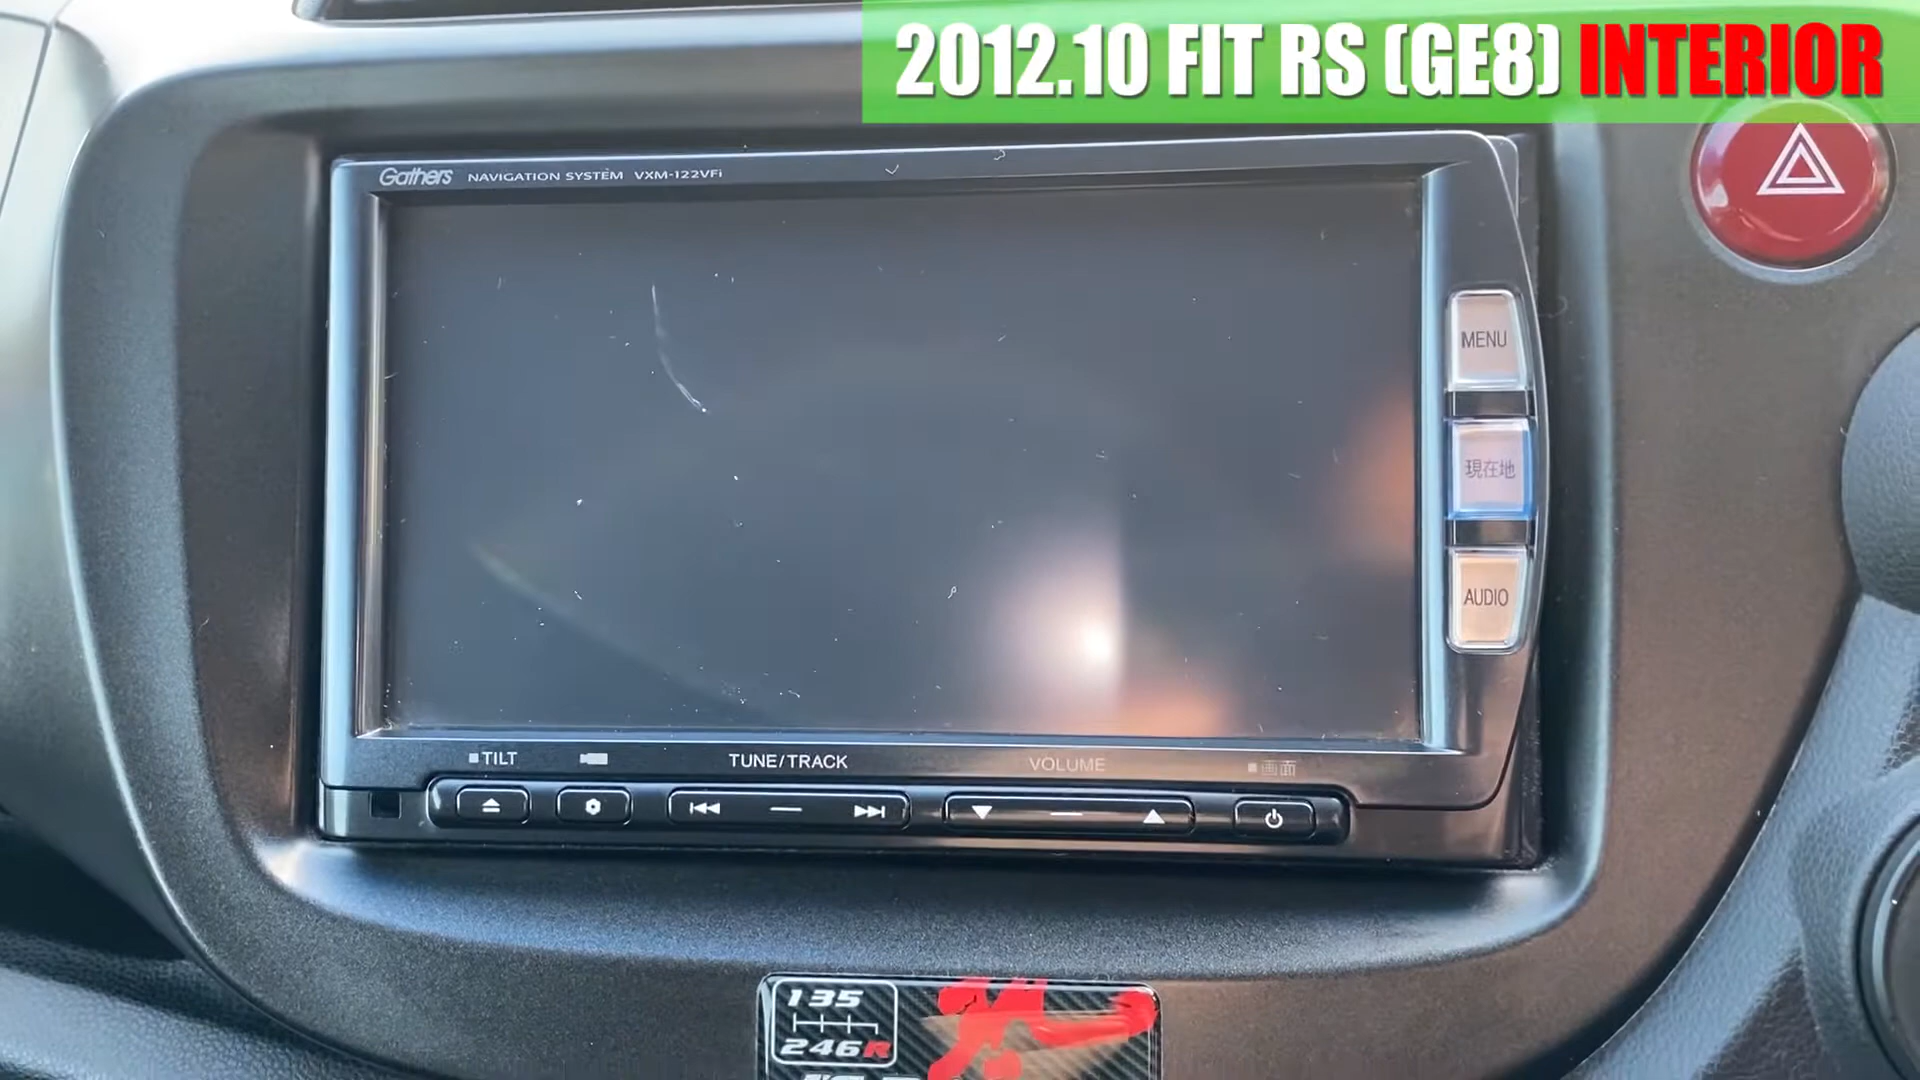 2012.10 FIT RS (GE8) INTERIOR
Gathers NAVIGATION SYSTEM VXM-122VFi
MENU
現在地
AUDIO
TILT
TUNE/TRACK
VOLUME
画面
135
246R